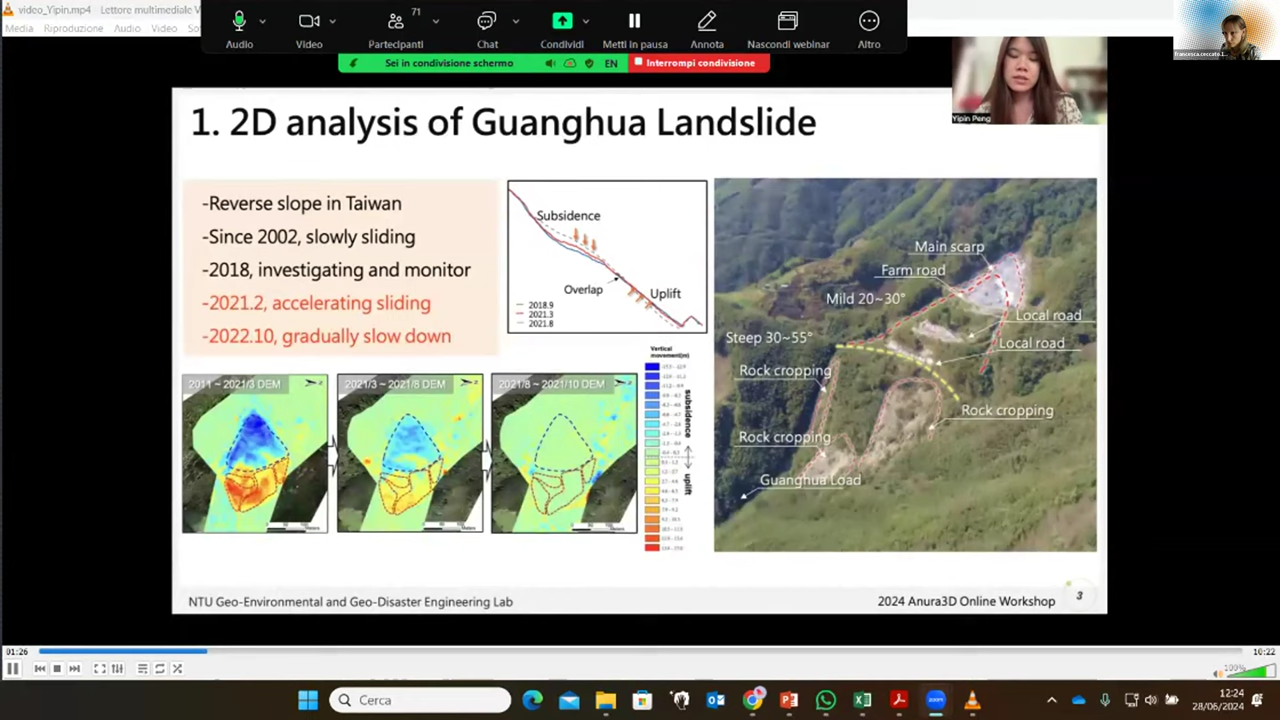 video_Yipin.mp4 - Lettore multimediale V
Media Riproduzione Audio Video
71
Audio
Video
Partecipanti
Chat
Condividi
Metti in pausa
Annota
Nascondi webinar
Altro
Sei in condivisione schermo
EN
Interrompi condivisione
Yipin Peng
1. 2D analysis of Guanghua Landslide
-Reverse slope in Taiwan
-Since 2002, slowly sliding
-2018, investigating and monitor
-2021.2, accelerating sliding
-2022.10, gradually slow down
Subsidence
Overlap
Uplift
2018.9
2021.3
2021.8
Main scarp
Farm road
Mild 20~30°
Local road
Steep 30~55°
Local road
Rock cropping
Rock cropping
Rock cropping
Guanghua Load
Vertical
movement(m)
subsidence
uplift
2011 ~ 2021/3 DEM
2021/3 ~ 2021/8 DEM
2021/8 ~ 2021/10 DEM
NTU Geo-Environmental and Geo-Disaster Engineering Lab
2024 Anura3D Online Workshop
3
01:26
10:22
100%
Cerca
12:24
28/06/2024